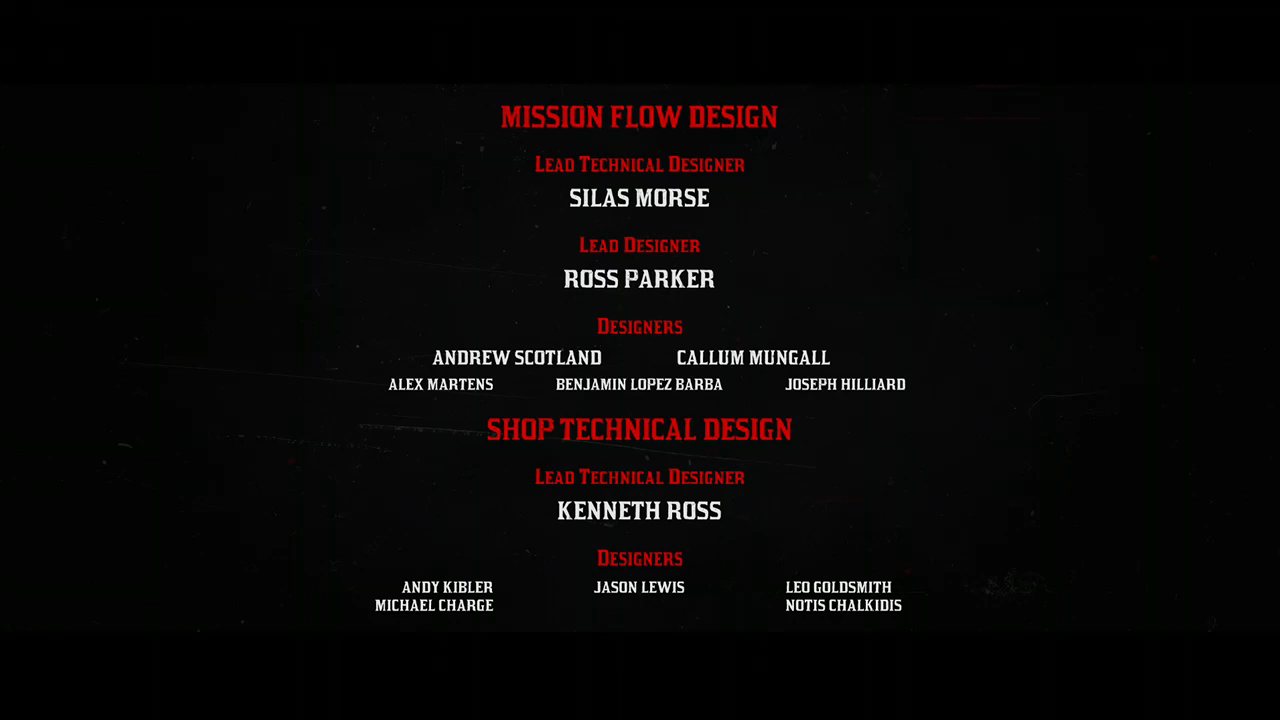 MISSION FLOW DESIGN
LEAD TECHNICAL DESIGNER
SILAS MORSE
LEAD DESIGNER
ROSS PARKER
DESIGNERS
ANDREW SCOTLAND CALLUM MUNGALL
ALEX MARTENS BENJAMIN LOPEZ BARBA JOSEPH HILLIARD
SHOP TECHNICAL DESIGN
LEAD TECHNICAL DESIGNER
KENNETH ROSS
DESIGNERS
ANDY KIBLER JASON LEWIS LEO GOLDSMITH
MICHAEL CHARGE NOTIS CHALKIDIS